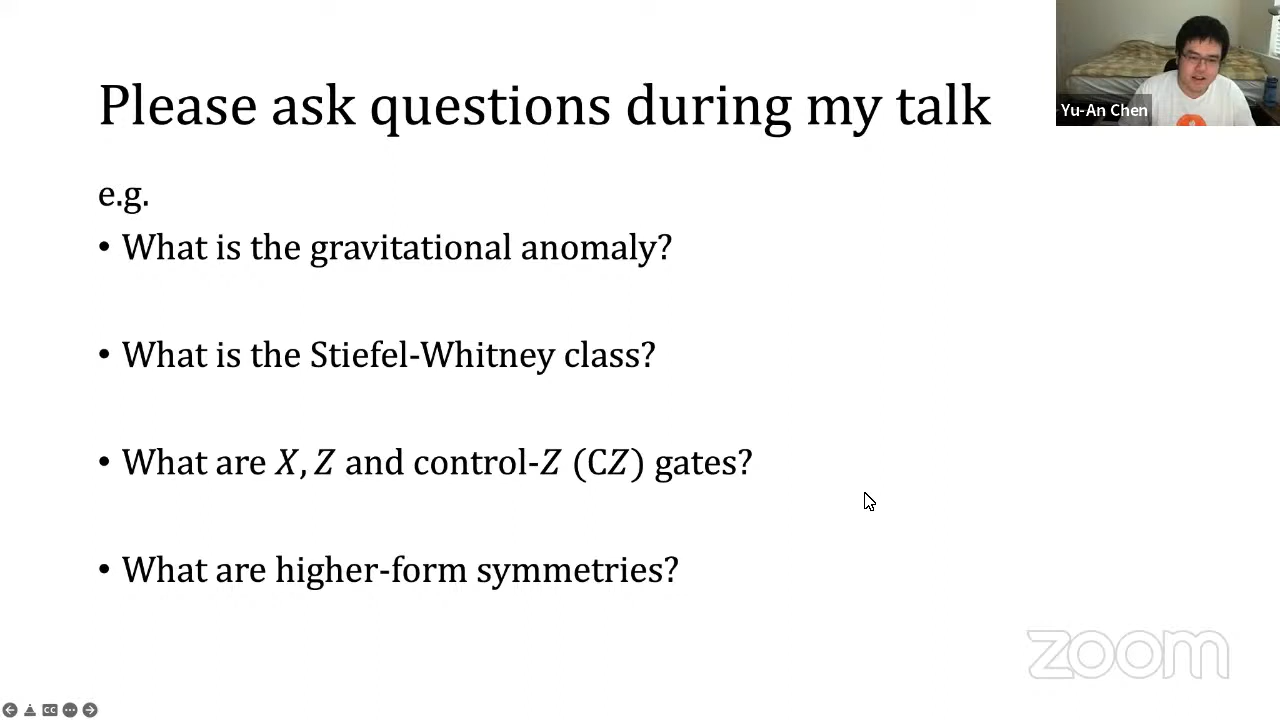 Please ask questions during my talk
Yu-An Chen
e.g.
• What is the gravitational anomaly?
• What is the Stiefel-Whitney class?
• What are X, Z and control-Z (CZ) gates?
• What are higher-form symmetries?
zoom
CC